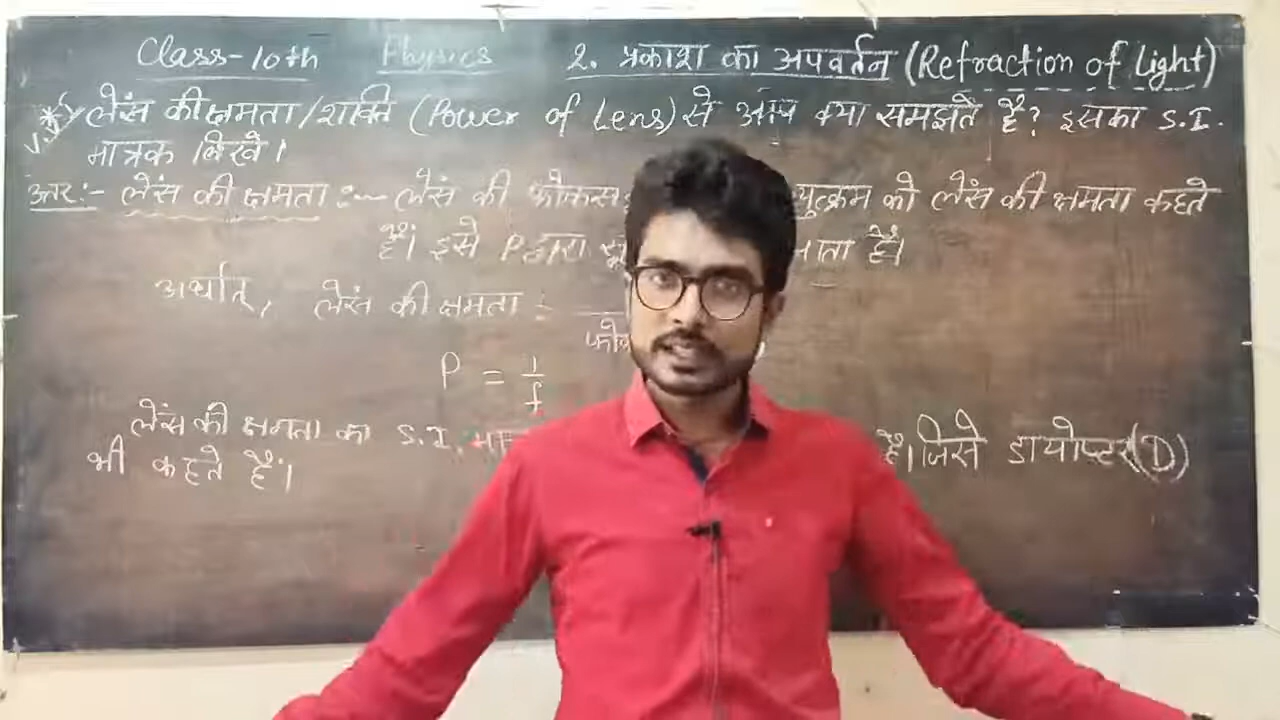 Class-10th Physics 2. प्रकाश का अपवर्तन (Refraction of Light)
V.V.I लेंस की क्षमता/शक्ति (Power of Lens) से आप क्या समझते हैं? इसका S.I.
मात्रक लिखें।
उत्तर:- लेंस की क्षमता :- लेंस की फोकस युत्क्रम को लेंस की क्षमता कहते
हैं। इसे P द्वारा सू जाता है।
अर्थात्, लेंस की क्षमता =
फोक
P = 1/f
लेंस की क्षमता का S.I. मात है। जिसे डायोप्टर(D)
भी कहते हैं।